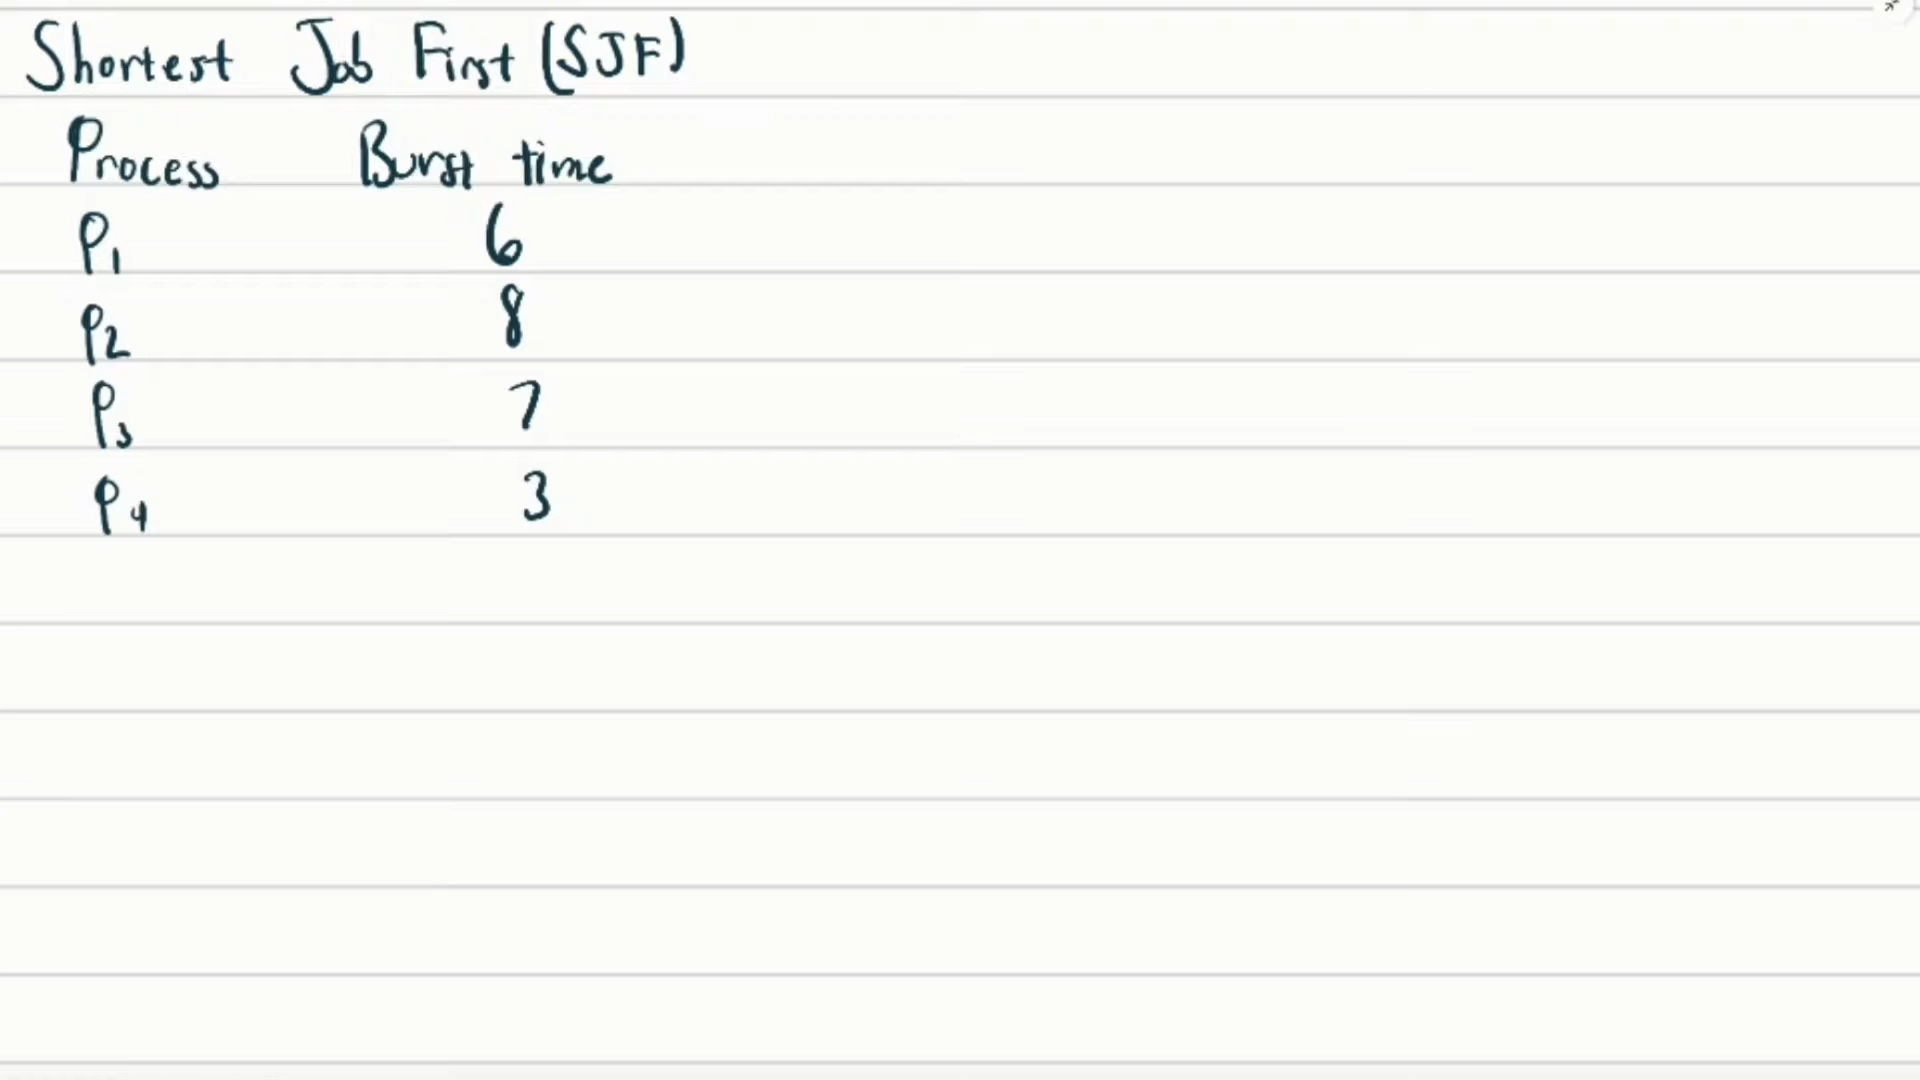 Shortest Job First (SJF)
Process Burst time
P1 6
P2 8
P3 7
P4 3